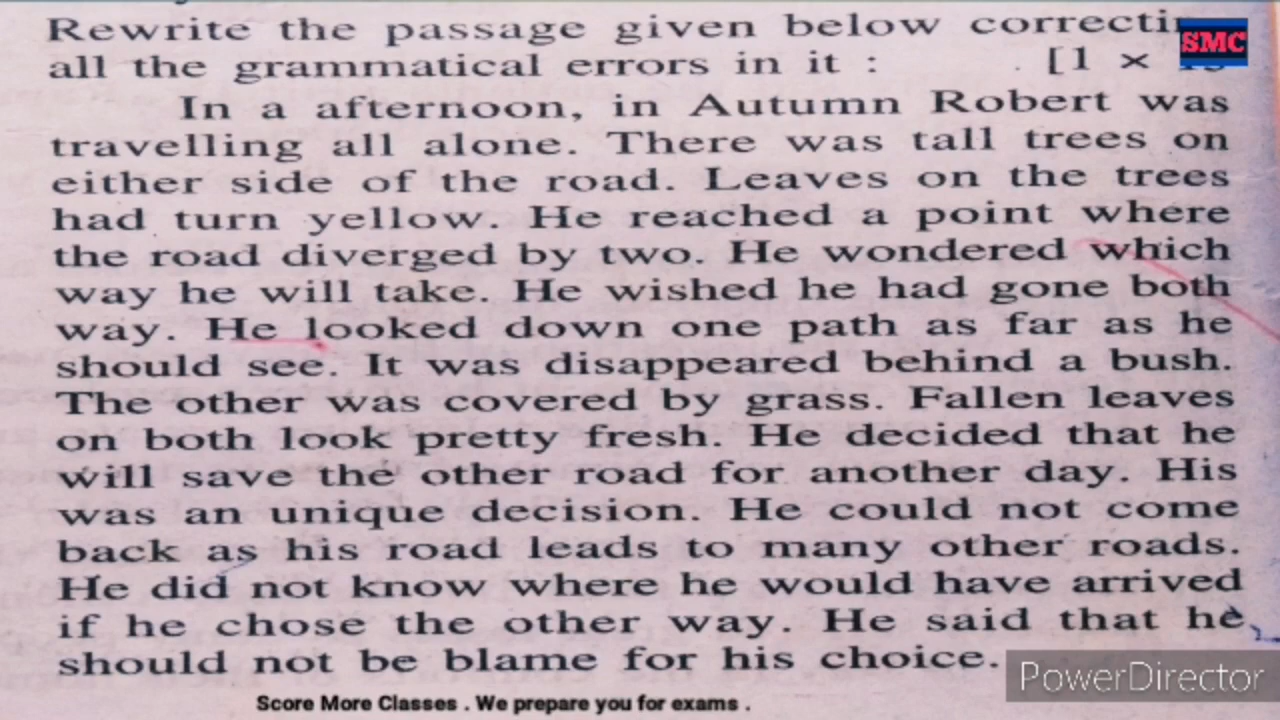 Rewrite the passage given below
SMC
all the grammatical errors in it : [1 ×
In a afternoon, in Autumn Robert was
travelling all alone. There was tall trees on
either side of the road. Leaves on the trees
had turn yellow. He reached a point where
the road diverged by two. He wondered which
way he will take. He wished he had gone both
way. He looked down one path as far as he
should see. It was disappeared behind a bush.
The other was covered by grass. Fallen leaves
on both look pretty fresh. He decided that he
will save the other road for another day. His
was an unique decision. He could not come
back as his road leads to many other roads.
He did not know where he would have arrived
if he chose the other way. He said that he
should not be blame for his choice.
PowerDirector
Score More Classes . We prepare you for exams .